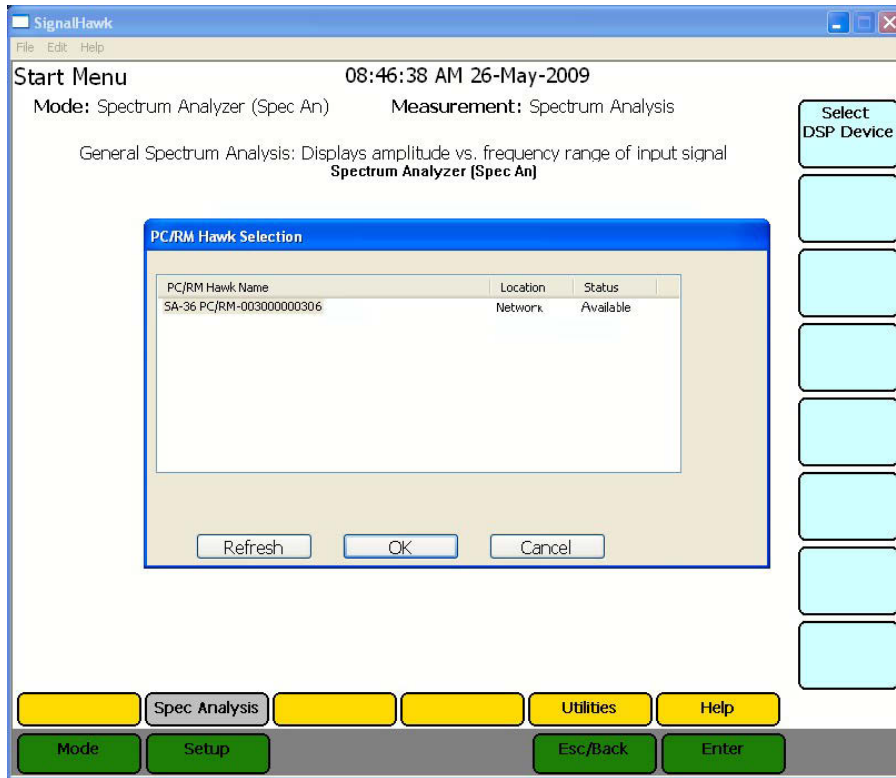 SignalHawk
File Edit Help
Start Menu 08:46:38 AM 26-May-2009
Mode: Spectrum Analyzer (Spec An) Measurement: Spectrum Analysis
General Spectrum Analysis: Displays amplitude vs. frequency range of input signal
Spectrum Analyzer (Spec An)
Select
DSP Device
PC/RM Hawk Selection
PC/RM Hawk Name Location Status
SA-36 PC/RM-003000000306 Network Available
Refresh OK Cancel
Spec Analysis Utilities Help
Mode Setup Esc/Back Enter